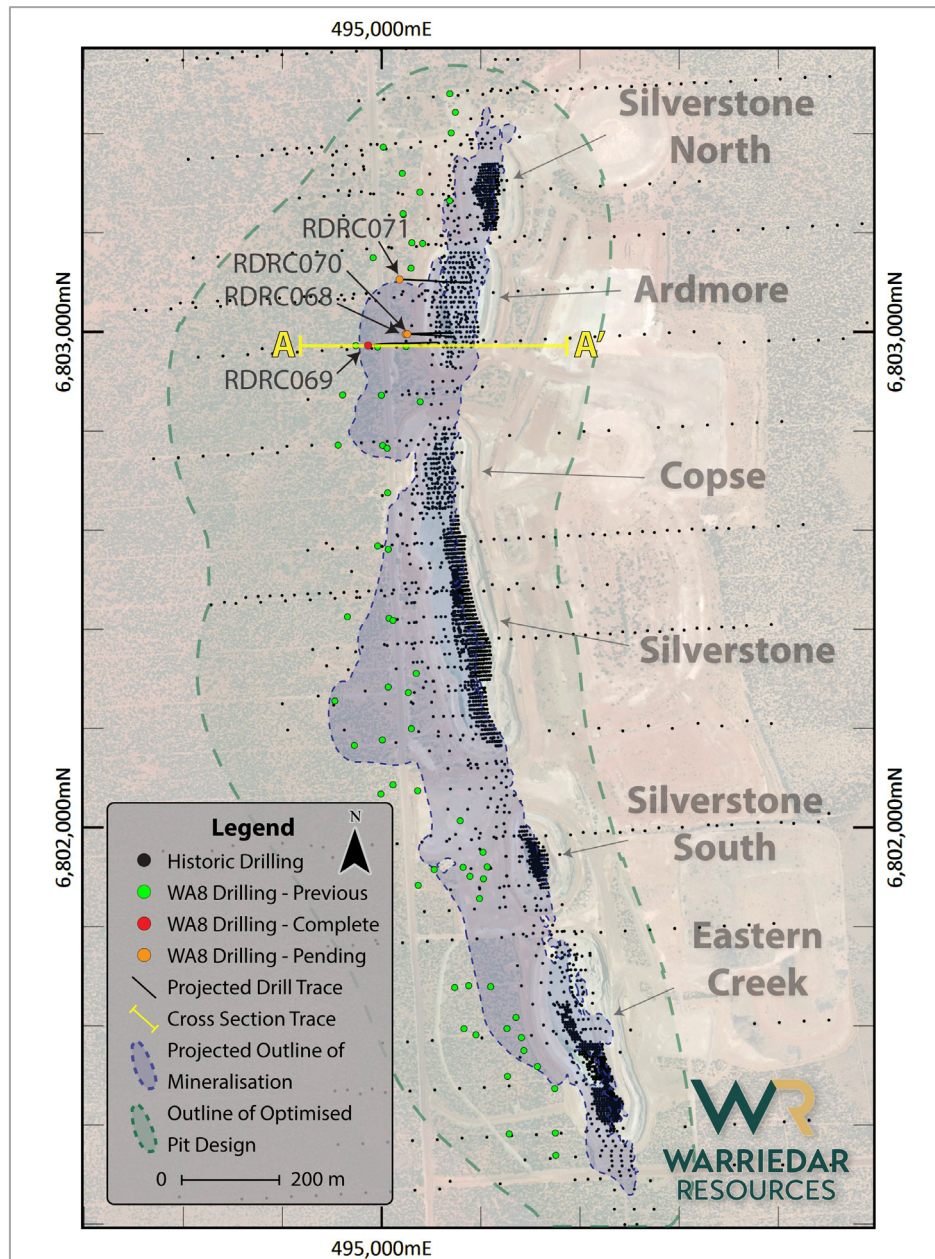 495,000mE
Silverstone
North
RDRC071
RDRC070
RDRC068
Ardmore
6,803,000mN
6,803,000mN
A
A'
RDRC069
Copse
Silverstone
Silverstone
South
6,802,000mN
6,802,000mN
Legend
N
Historic Drilling
WA8 Drilling - Previous
WA8 Drilling - Complete
WA8 Drilling - Pending
Projected Drill Trace
Cross Section Trace
Projected Outline of
Mineralisation
Outline of Optimised
Pit Design
0 200 m
Eastern
Creek
WR
WARRIEDAR
RESOURCES
495,000mE